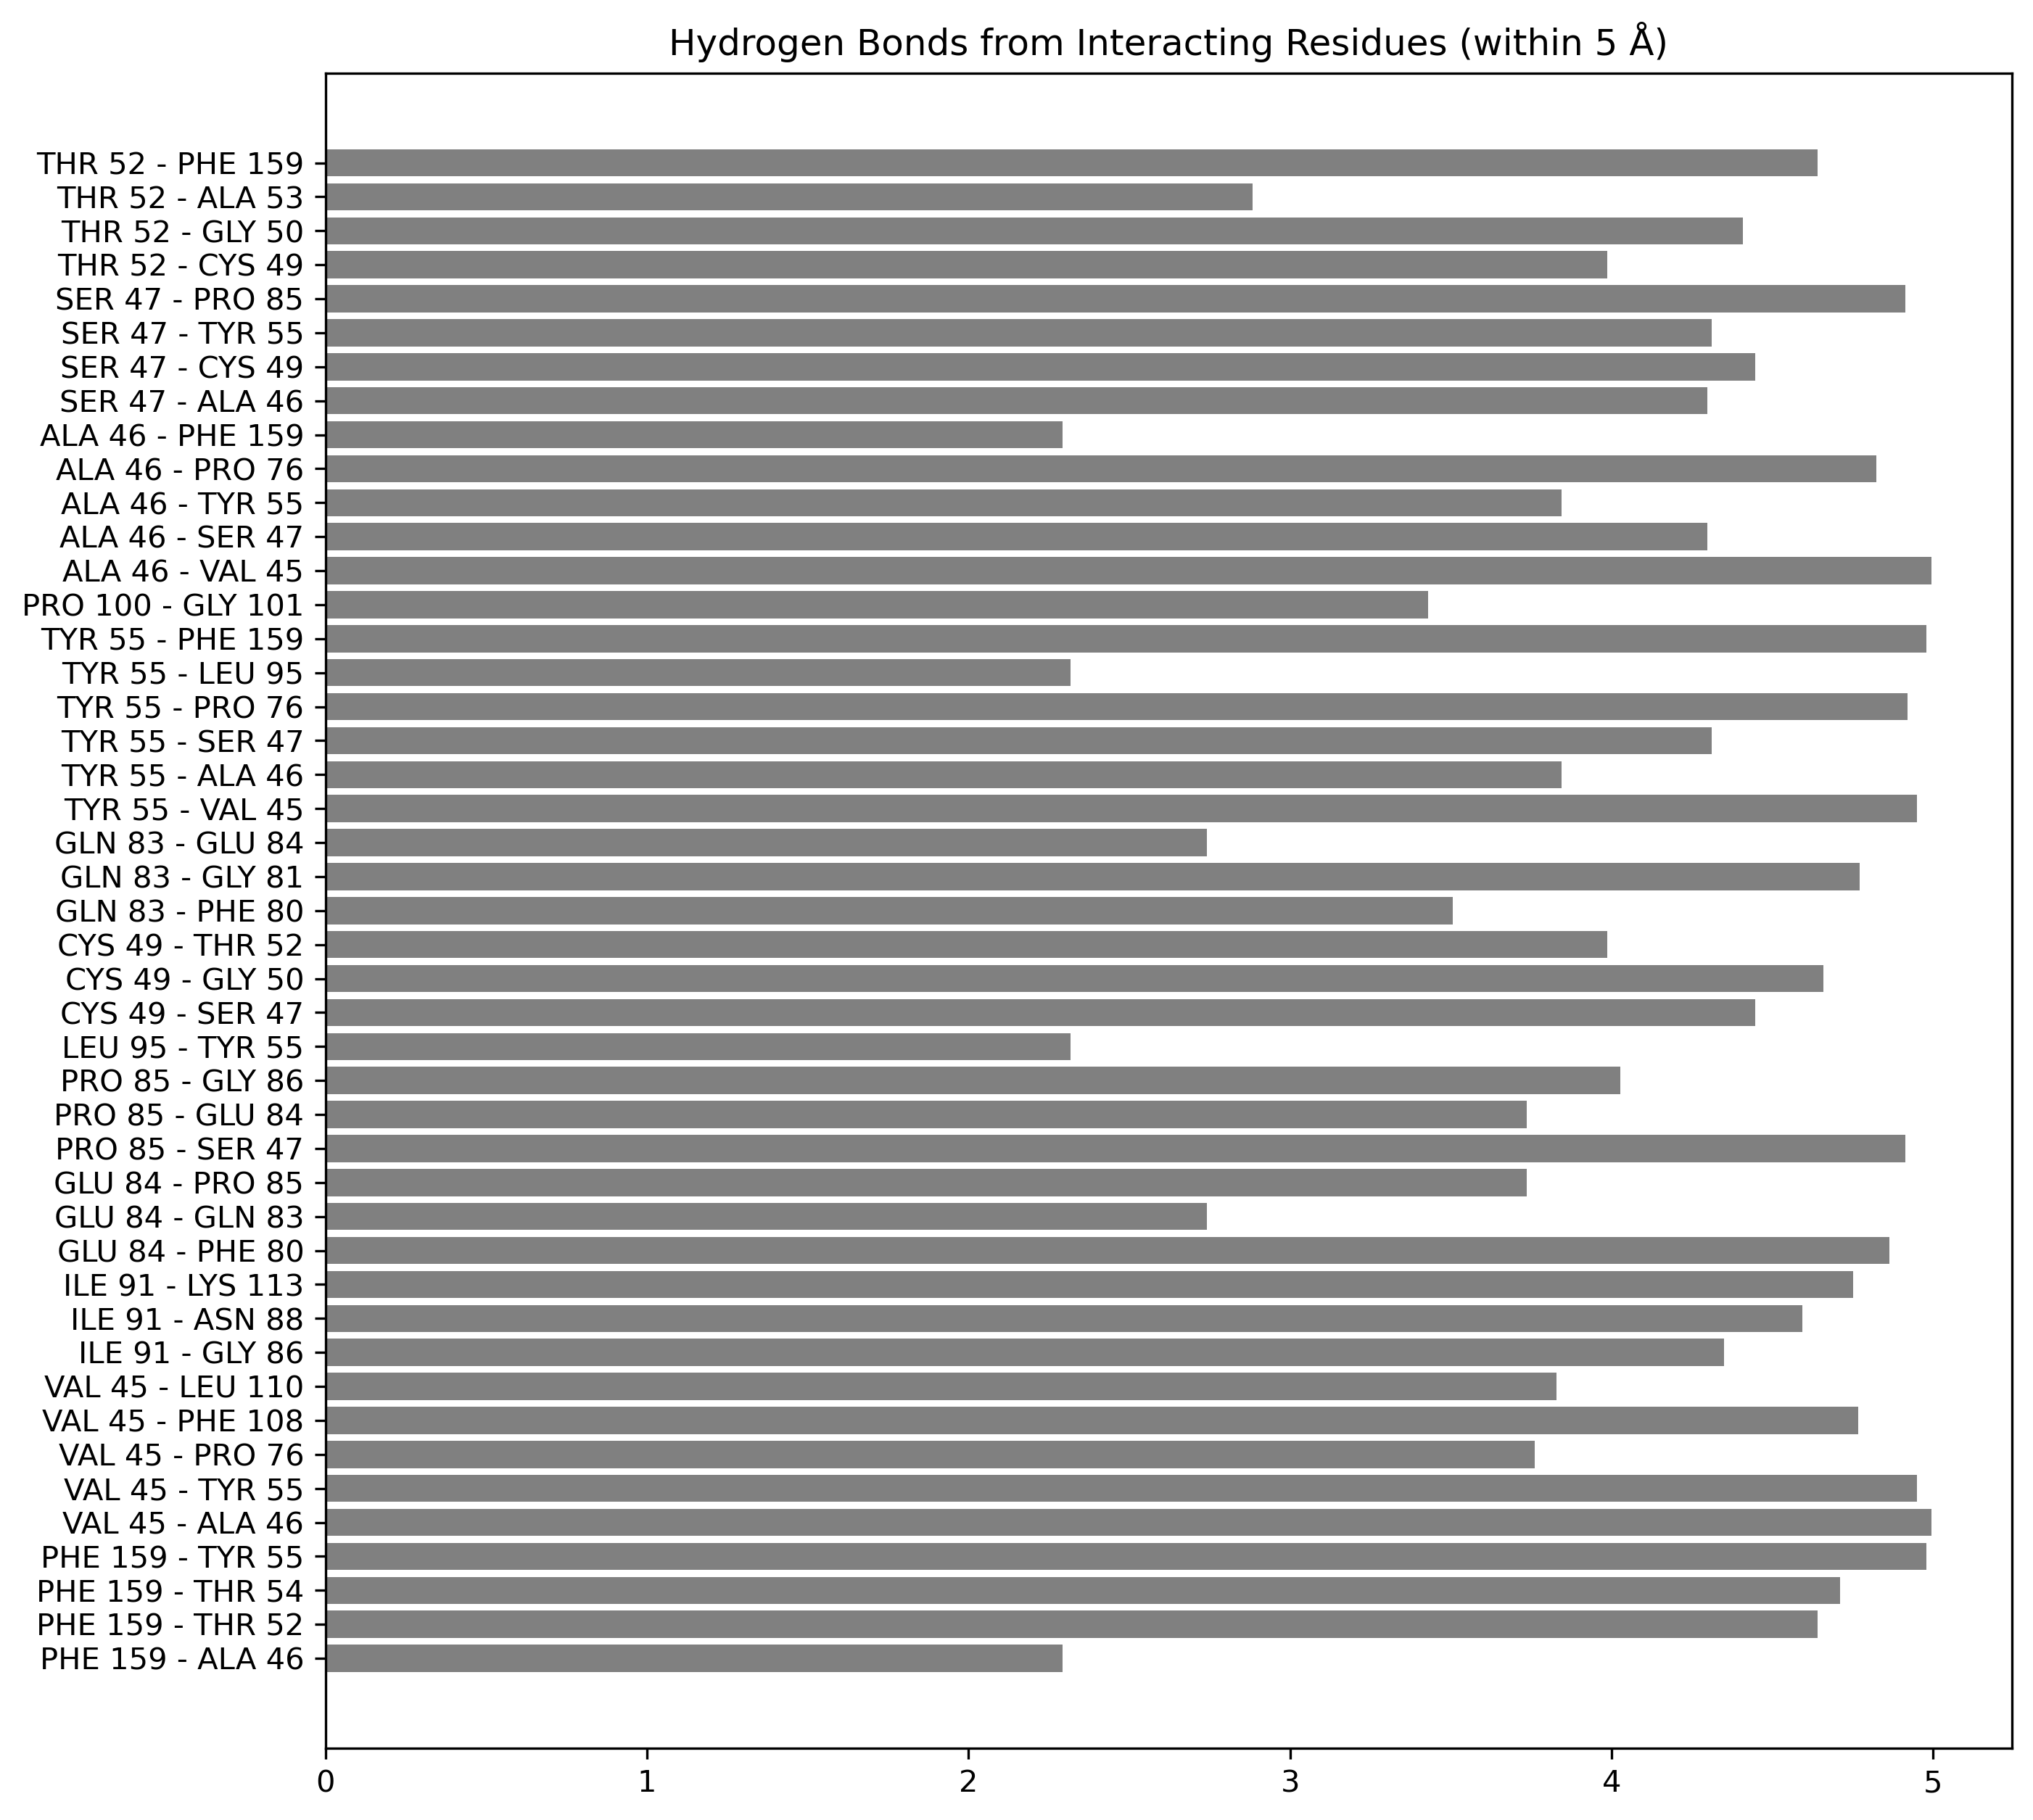 Hydrogen Bonds from Interacting Residues (within 5 Å)
THR 52 - PHE 159
THR 52 - ALA 53
THR 52 - GLY 50
THR 52 - CYS 49
SER 47 - PRO 85
SER 47 - TYR 55
SER 47 - CYS 49
SER 47 - ALA 46
ALA 46 - PHE 159
ALA 46 - PRO 76
ALA 46 - TYR 55
ALA 46 - SER 47
ALA 46 - VAL 45
PRO 100 - GLY 101
TYR 55 - PHE 159
TYR 55 - LEU 95
TYR 55 - PRO 76
TYR 55 - SER 47
TYR 55 - ALA 46
TYR 55 - VAL 45
GLN 83 - GLU 84
GLN 83 - GLY 81
GLN 83 - PHE 80
CYS 49 - THR 52
CYS 49 - GLY 50
CYS 49 - SER 47
LEU 95 - TYR 55
PRO 85 - GLY 86
PRO 85 - GLU 84
PRO 85 - SER 47
GLU 84 - PRO 85
GLU 84 - GLN 83
GLU 84 - PHE 80
ILE 91 - LYS 113
ILE 91 - ASN 88
ILE 91 - GLY 86
VAL 45 - LEU 110
VAL 45 - PHE 108
VAL 45 - PRO 76
VAL 45 - TYR 55
VAL 45 - ALA 46
PHE 159 - TYR 55
PHE 159 - THR 54
PHE 159 - THR 52
PHE 159 - ALA 46
0 1 2 3 4 5